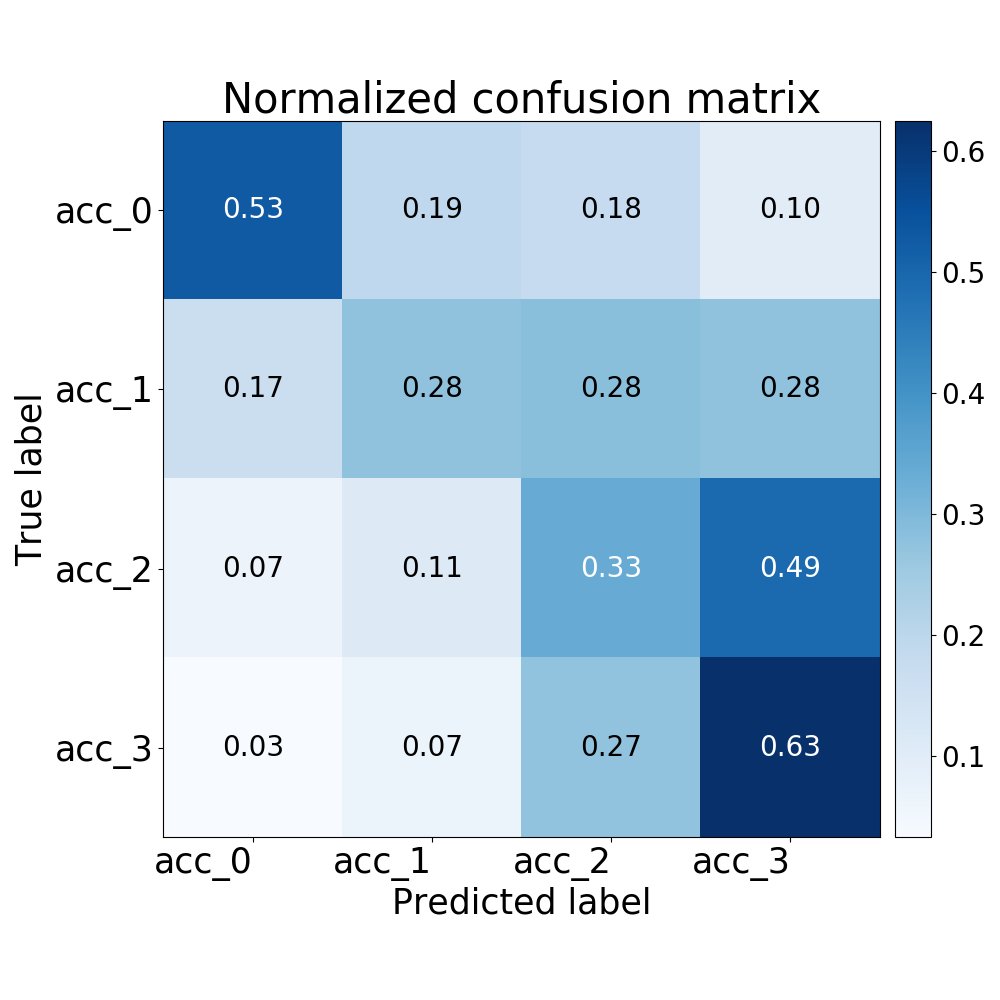 Normalized confusion matrix
acc_0 0.53 0.19 0.18 0.10
acc_1 0.17 0.28 0.28 0.28
acc_2 0.07 0.11 0.33 0.49
acc_3 0.03 0.07 0.27 0.63
acc_0 acc_1 acc_2 acc_3
Predicted label
True label
0.6
0.5
0.4
0.3
0.2
0.1